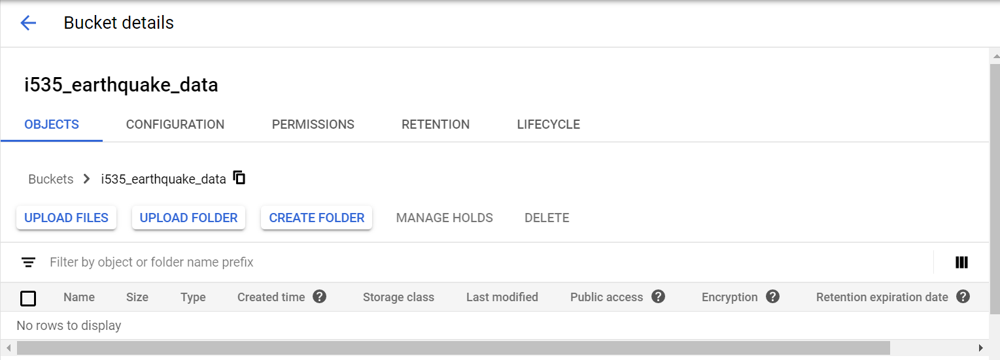 Bucket details
i535_earthquake_data
OBJECTS CONFIGURATION PERMISSIONS RETENTION LIFECYCLE
Buckets > i535_earthquake_data
UPLOAD FILES UPLOAD FOLDER CREATE FOLDER MANAGE HOLDS DELETE
Filter by object or folder name prefix
Name Size Type Created time ? Storage class Last modified Public access ? Encryption ? Retention expiration date ?
No rows to display